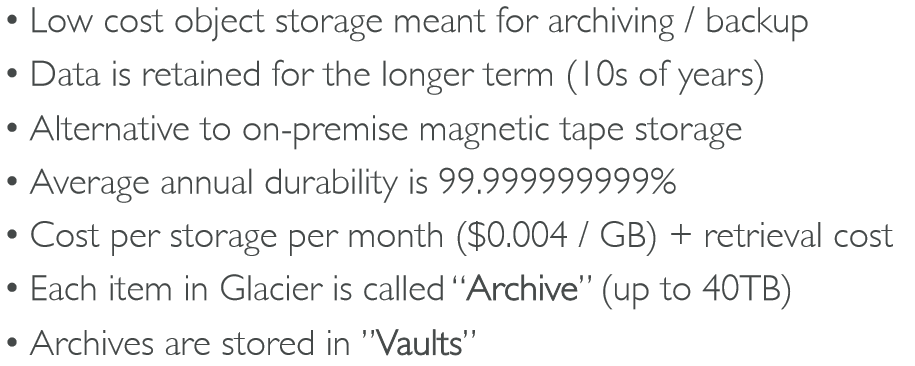 • Low cost object storage meant for archiving / backup
• Data is retained for the longer term (10s of years)
• Alternative to on-premise magnetic tape storage
• Average annual durability is 99.999999999%
• Cost per storage per month ($0.004 / GB) + retrieval cost
• Each item in Glacier is called “Archive” (up to 40TB)
• Archives are stored in ”Vaults”